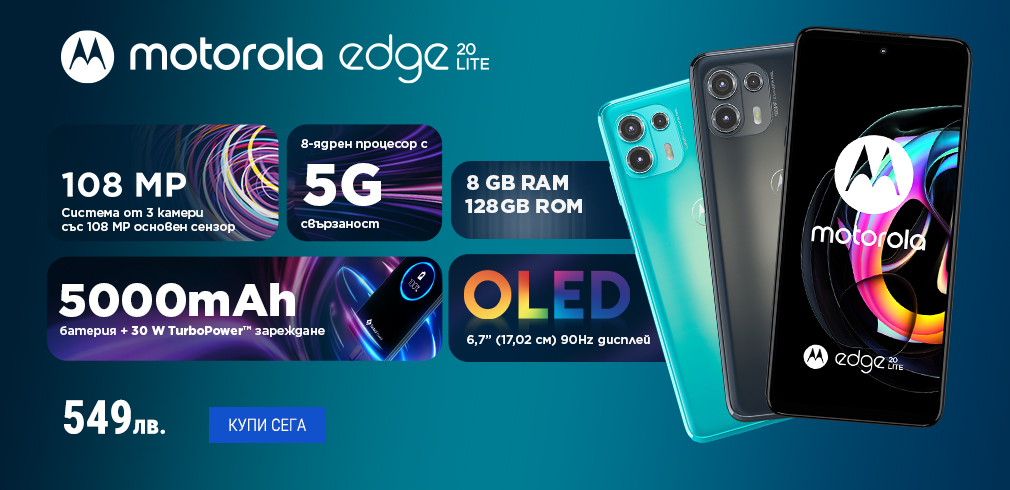 motorola edge 20 LITE
108 MP
Система от 3 камери
със 108 MP основен сензор
8-ядрен процесор с
5G
свързаност
8 GB RAM
128GB ROM
5000mAh
батерия + 30 W TurboPower™ зареждане
100%
OLED
6,7" (17,02 см) 90Hz дисплей
549лв.
КУПИ СЕГА
motorola
edge 20 LITE